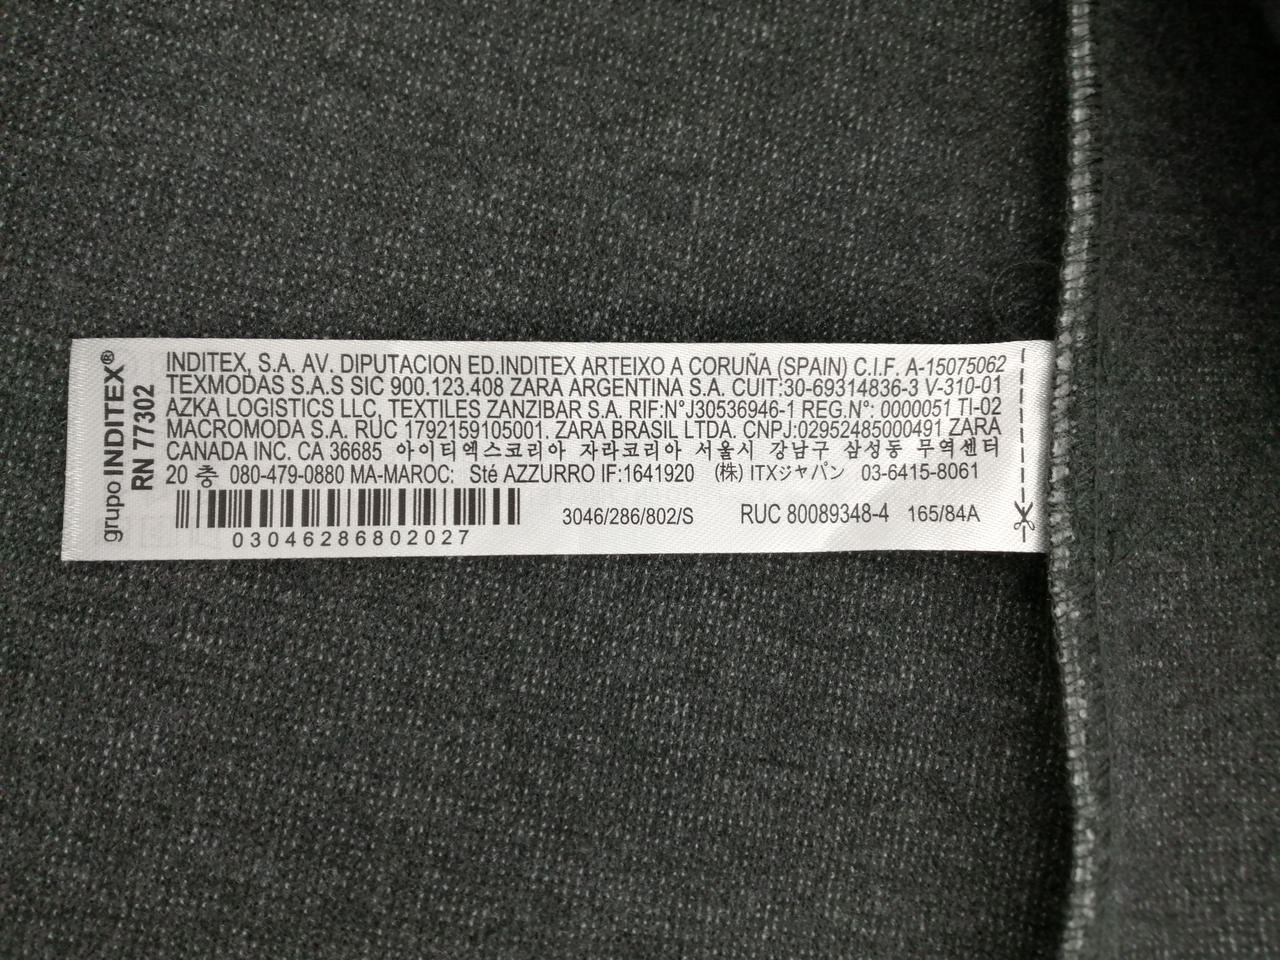 grupo INDITEX®
RN 77302
INDITEX, S.A. AV. DIPUTACION ED.INDITEX ARTEIXO A CORUÑA (SPAIN) C.I.F. A-15075062
TEXMODAS S.A.S SIC 900.123.408 ZARA ARGENTINA S.A. CUIT:30-69314836-3 V-310-01
AZKA LOGISTICS LLC, TEXTILES ZANZIBAR S.A. RIF:N°J30536946-1 REG.N°: 0000051 TI-02
MACROMODA S.A. RUC 1792159105001. ZARA BRASIL LTDA. CNPJ:02952485000491 ZARA
CANADA INC. CA 36685 아이티엑스코리아 자라코리아 서울시 강남구 삼성동 무역센터
20 층 080-479-0880 MA-MAROC: Sté AZZURRO IF:1641920 (株) ITXジャパン 03-6415-8061
3046/286/802/S RUC 80089348-4 165/84A
03046286802027